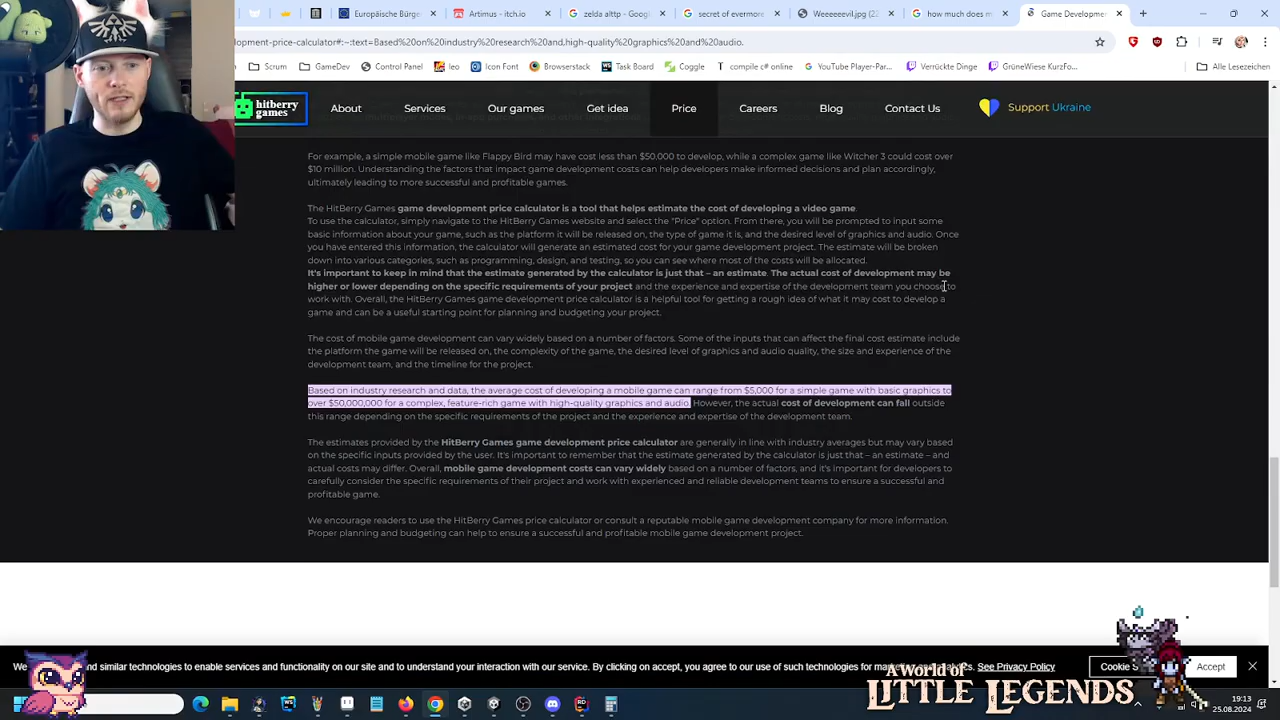 Europäische Bürge
Artimus - itch.io
zelda alttp - Googl
secret of evermore
Weeeeeeil.jpg (
how much does m
Game Developme
lopment-price-calculator#:~:text=Based%20on%20industry%20research%20and,high-quality%20graphics%20and%20audio.
Scrum
GameDev
Control Panel
leo
Icon Font
Browserstack
Task Board
Coggle
compile c# online
YouTube Player-Par...
Verrückte Dinge
GrüneWiese KurzFo...
Alle Lesezeichen
hitberry
games
About
Services
Our games
Get idea
Price
Careers
Blog
Contact Us
Support Ukraine
For example, a simple mobile game like Flappy Bird may have cost less than $50.000 to develop, while a complex game like Witcher 3 could cost over
$10 million. Understanding the factors that impact game development costs can help developers make informed decisions and plan accordingly,
ultimately leading to more successful and profitable games.
The HitBerry Games game development price calculator is a tool that helps estimate the cost of developing a video game.
To use the calculator, simply navigate to the HitBerry Games website and select the "Price" option. From there, you will be prompted to input some
basic information about your game, such as the platform it will be released on, the type of game it is, and the desired level of graphics and audio. Once
you have entered this information, the calculator will generate an estimated cost for your game development project. The estimate will be broken
down into various categories, such as programming, design, and testing, so you can see where most of the costs will be allocated.
It's important to keep in mind that the estimate generated by the calculator is just that – an estimate. The actual cost of development may be
higher or lower depending on the specific requirements of your project and the experience and expertise of the development team you choose to
work with. Overall, the HitBerry Games game development price calculator is a helpful tool for getting a rough idea of what it may cost to develop a
game and can be a useful starting point for planning and budgeting your project.
The cost of mobile game development can vary widely based on a number of factors. Some of the inputs that can affect the final cost estimate include
the platform the game will be released on, the complexity of the game, the desired level of graphics and audio quality, the size and experience of the
development team, and the timeline for the project.
Based on industry research and data, the average cost of developing a mobile game can range from $5,000 for a simple game with basic graphics to
over $50,000,000 for a complex, feature-rich game with high-quality graphics and audio. However, the actual cost of development can fall outside
this range depending on the specific requirements of the project and the experience and expertise of the development team.
The estimates provided by the HitBerry Games game development price calculator are generally in line with industry averages but may vary based
on the specific inputs provided by the user. It's important to remember that the estimate generated by the calculator is just that – an estimate – and
actual costs may differ. Overall, mobile game development costs can vary widely based on a number of factors, and it's important for developers to
carefully consider the specific requirements of their project and work with experienced and reliable development teams to ensure a successful and
profitable game.
We encourage readers to use the HitBerry Games price calculator or consult a reputable mobile game development company for more information.
Proper planning and budgeting can help to ensure a successful and profitable mobile game development project.
We
and similar technologies to enable services and functionality on our site and to understand your interaction with our service. By clicking on accept, you agree to our use of such technologies for
See Privacy Policy
Cookie S
Accept
A World of
LITTLE LEGENDS
19:13
25.08.2024